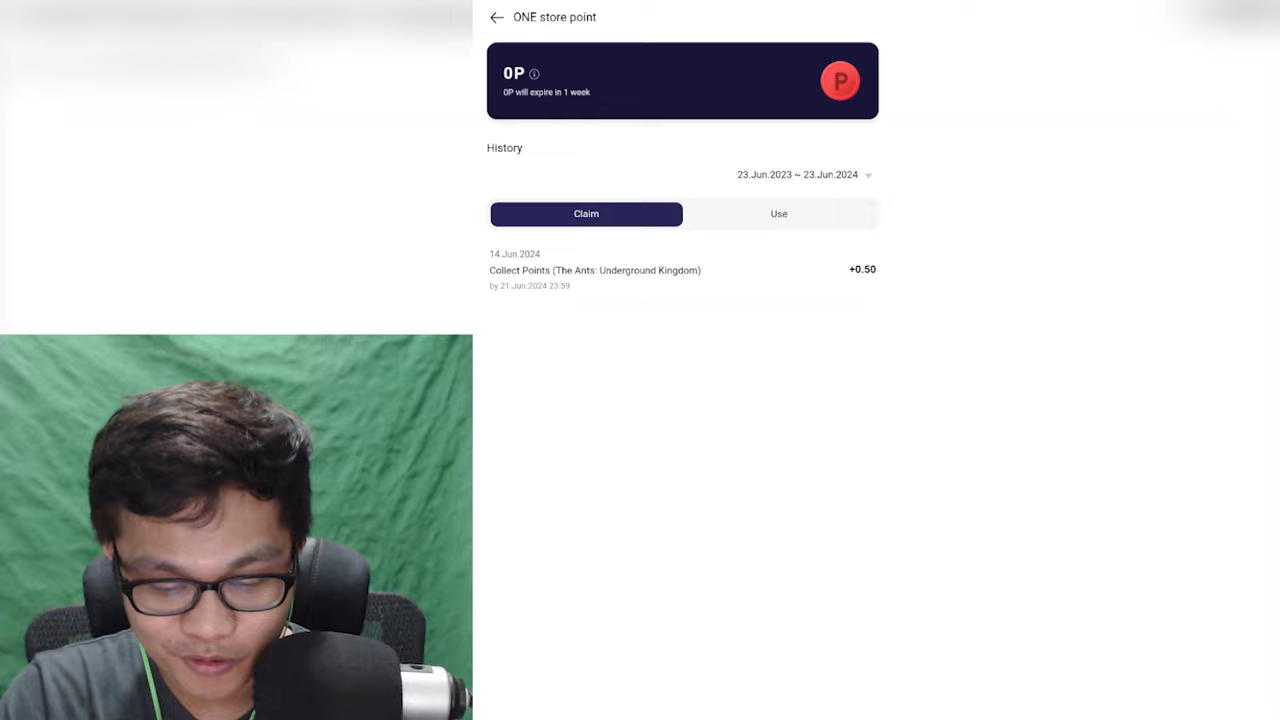 ONE store point
0P
0P will expire in 1 week
P
History
23.Jun.2023 ~ 23.Jun.2024
Claim
Use
14.Jun.2024
Collect Points (The Ants: Underground Kingdom)
+0.50
by 21.Jun.2024 23:59